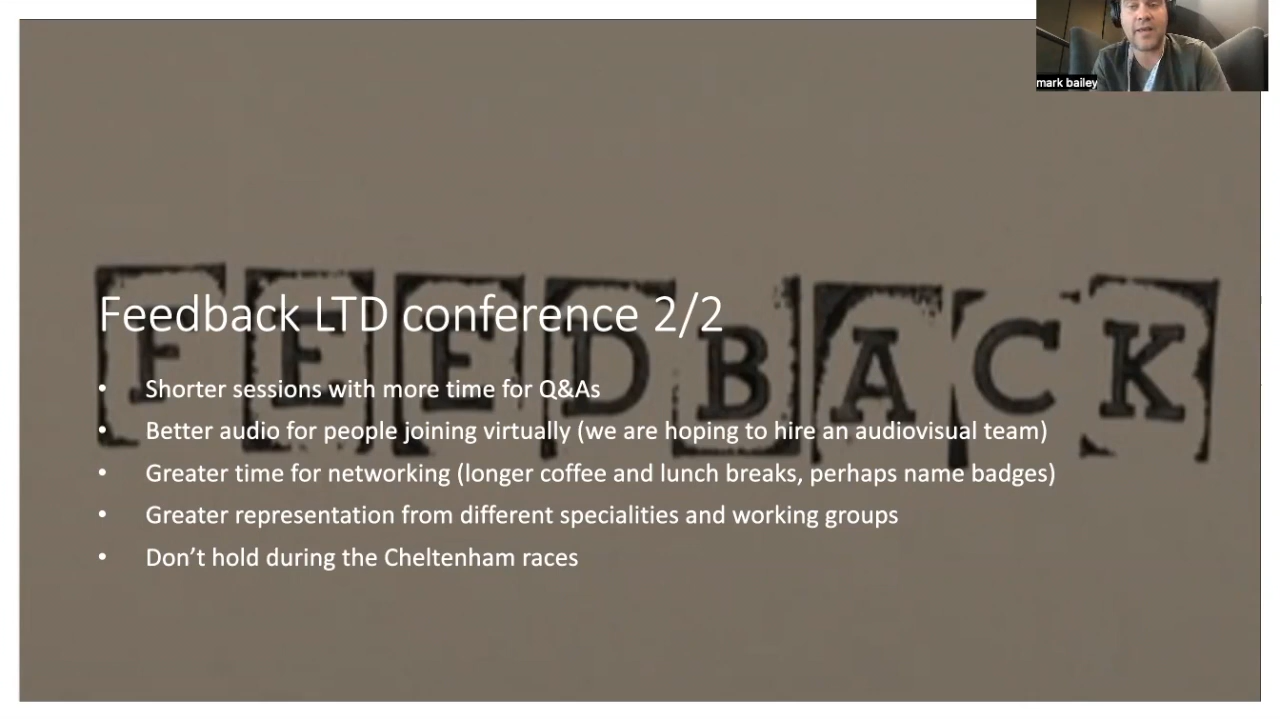 mark bailey
FEEDBACK
Feedback LTD conference 2/2
• Shorter sessions with more time for Q&As
• Better audio for people joining virtually (we are hoping to hire an audiovisual team)
• Greater time for networking (longer coffee and lunch breaks, perhaps name badges)
• Greater representation from different specialities and working groups
• Don’t hold during the Cheltenham races